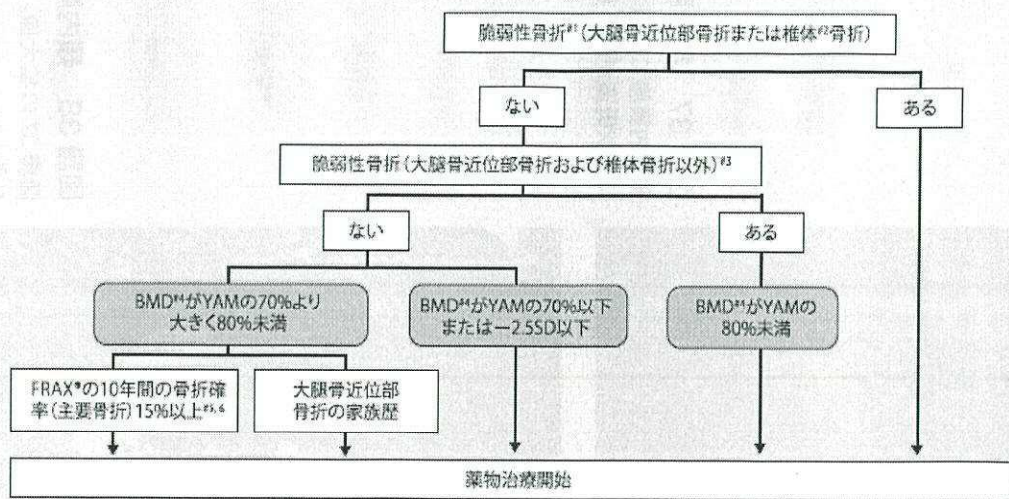 脆弱性骨折#1(大腿骨近位部骨折または椎体#2骨折)
ない
ある
脆弱性骨折(大腿骨近位部骨折および椎体骨折以外)#3
ない
ある
BMD#4がYAMの70%より
大きく80%未満
BMD#4がYAMの70%以下
または−2.5SD以下
BMD#4がYAMの
80%未満
FRAX®の10年間の骨折確
率(主要骨折)15%以上#5,6
大腿骨近位部
骨折の家族歴
薬物治療開始